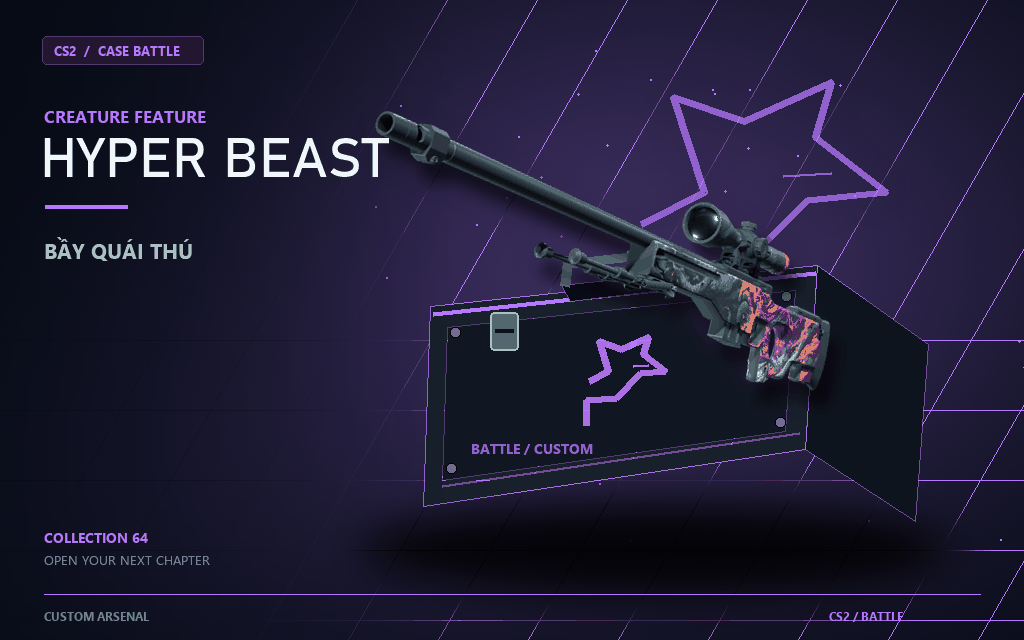 CS2 / CASE BATTLE
CREATURE FEATURE
HYPER BEAST
BẦY QUÁI THÚ
BATTLE / CUSTOM
COLLECTION 64
OPEN YOUR NEXT CHAPTER
CUSTOM ARSENAL
CS2 / BATTLE